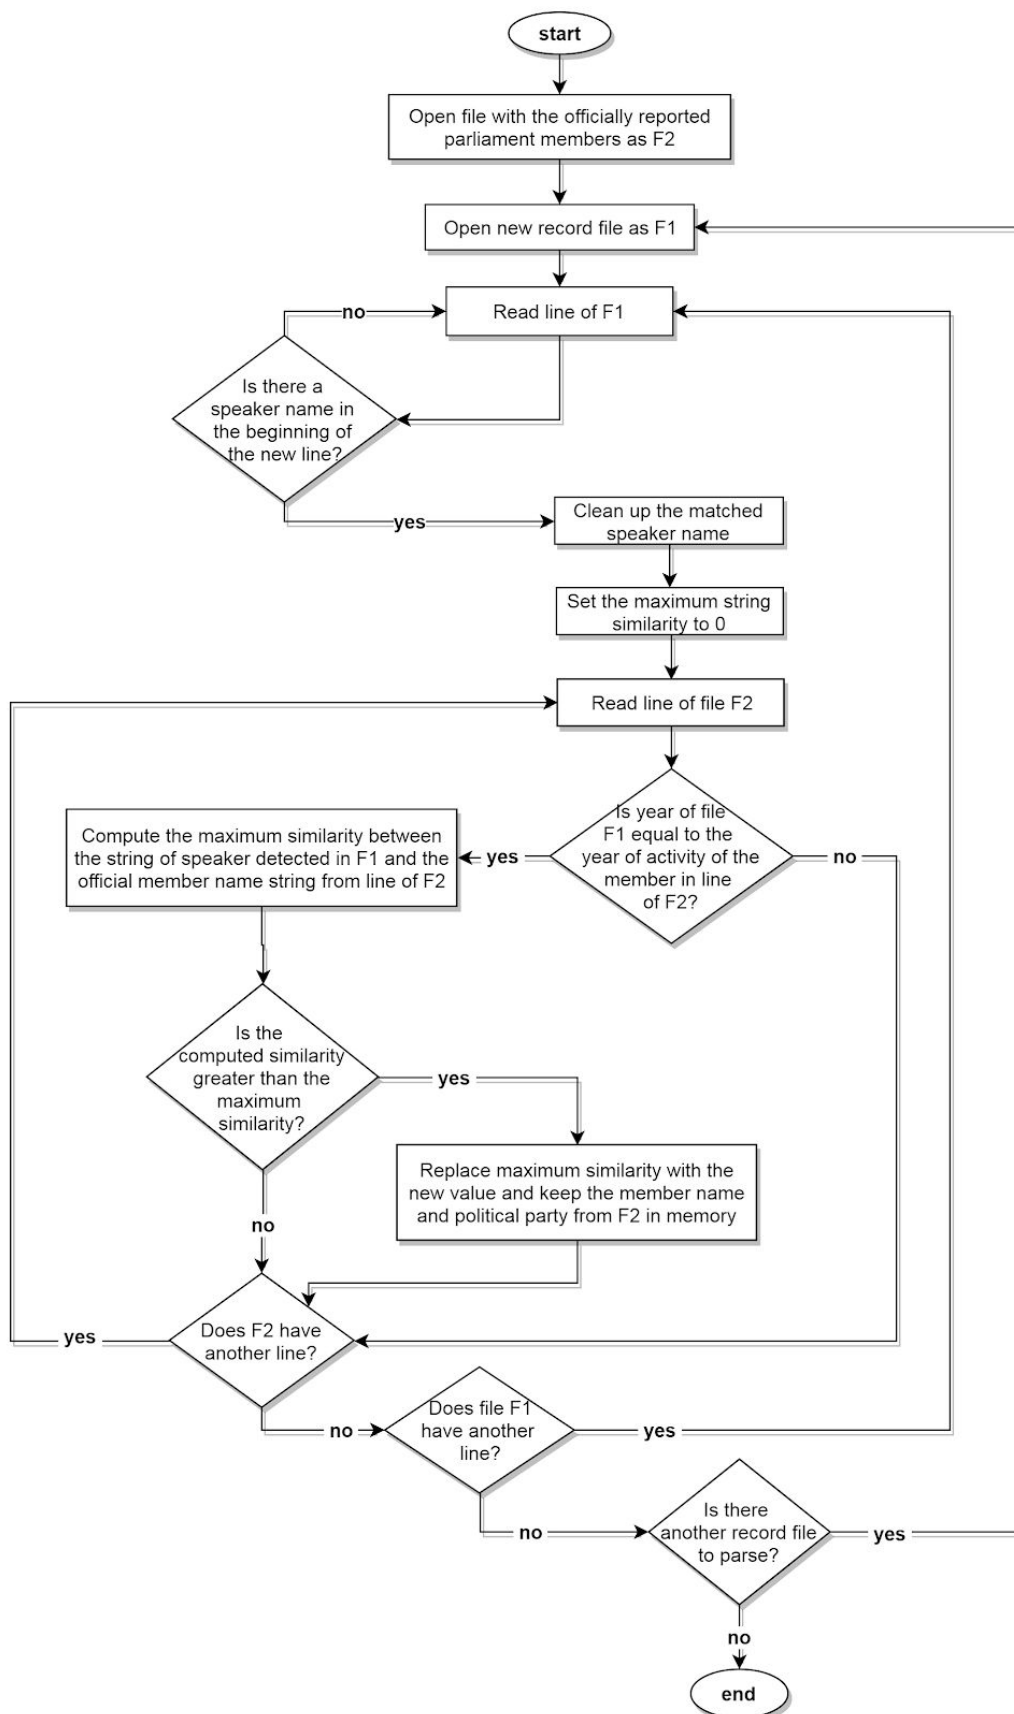 start
Open file with the officially reported
parliament members as F2
Open new record file as F1
no
Read line of F1
Is there a
speaker name in
the beginning of
the new line?
yes
Clean up the matched
speaker name
Set the maximum string
similarity to 0
Read line of file F2
Is year of file
F1 equal to the
year of activity of the
member in line
of F2?
yes
no
Compute the maximum similarity between
the string of speaker detected in F1 and the
official member name string from line of F2
Is the
computed similarity
greater than the
maximum
similarity?
yes
Replace maximum similarity with the
new value and keep the member name
and political party from F2 in memory
no
Does F2 have
another line?
yes
no
Does file F1
have another
line?
yes
no
Is there
another record file
to parse?
yes
no
end